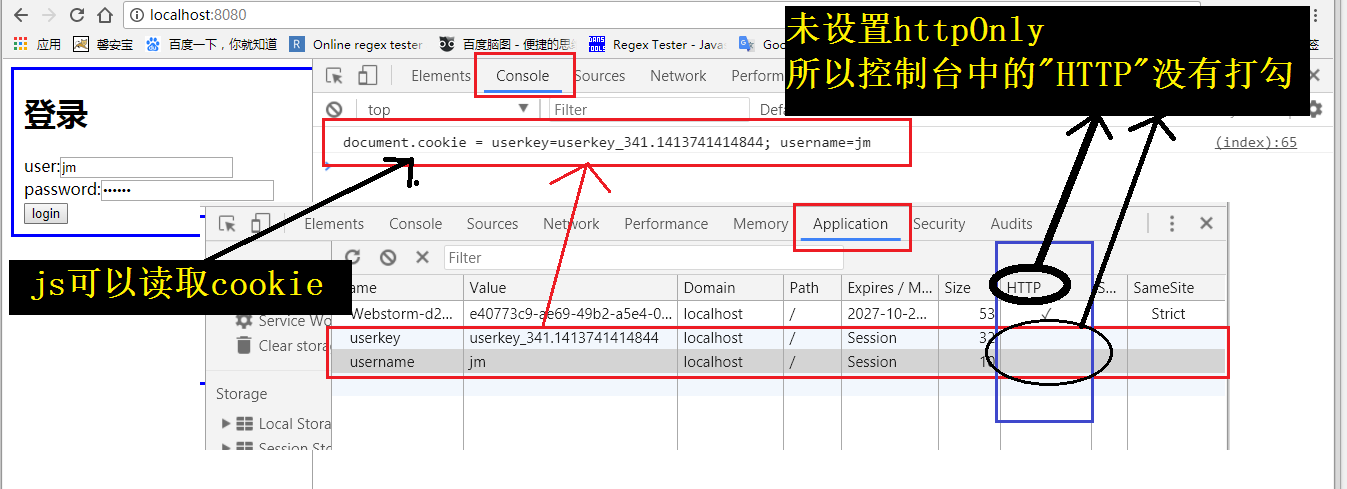 localhost:8080
应用 馨安宝 百度一下，你就知道 Online regex tester 百度脑图 - 便捷的思 Regex Tester - Javas Goo 签
未设置httpOnly
所以控制台中的"HTTP"没有打勾
Elements Console Sources Network Perform
top Filter Defa
document.cookie = userkey=userkey_341.1413741414844; username=jm (index):65
登录
user:jm
password:••••••
login
js可以读取cookie
Elements Console Sources Network Performance Memory Application Security Audits
Filter
ame Value Domain Path Expires / M... Size HTTP S... SameSite
Webstorm-d2... e40773c9-ae69-49b2-a5e4-0... localhost / 2027-10-2... 53 ✓ Strict
userkey userkey_341.1413741414844 localhost / Session 32
username jm localhost / Session 10
Service Wo
Clear stora
Storage
Local Stora
Session Sto